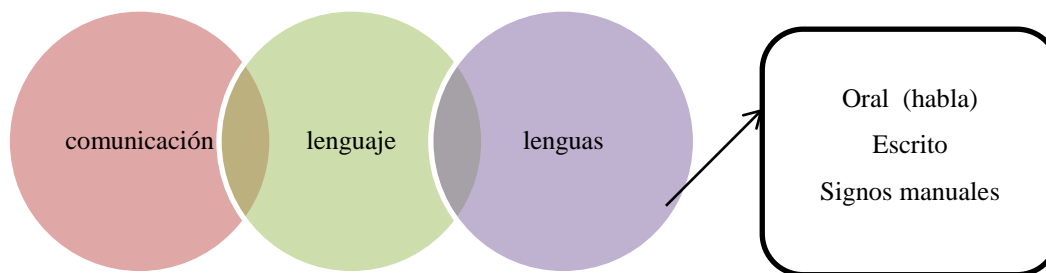 comunicación
lenguaje
lenguas
Oral (habla)
Escrito
Signos manuales